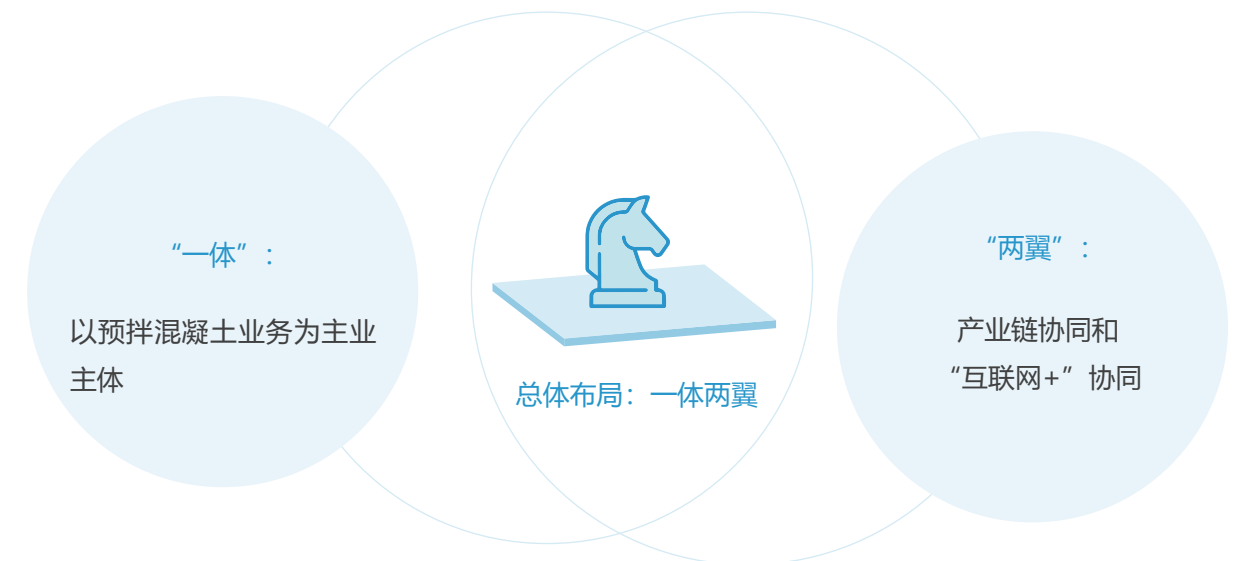 “一体”：
以预拌混凝土业务为主业
主体
总体布局：一体两翼
“两翼”：
产业链协同和
“互联网+”协同